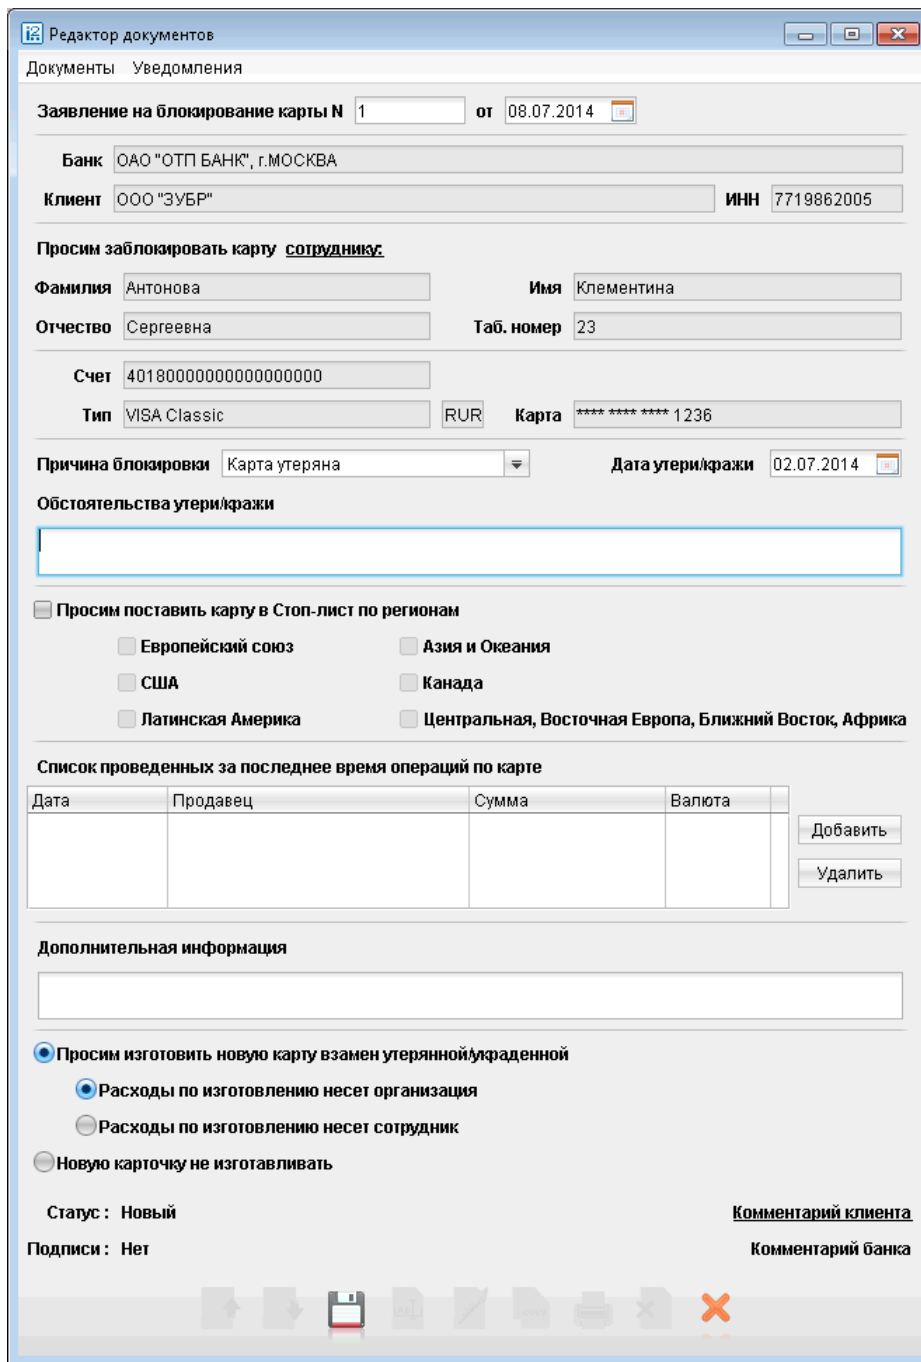 Редактор документов
Документы Уведомления
Заявление на блокирование карты N 1 от 08.07.2014
Банк ОАО "ОТП БАНК", г.МОСКВА
Клиент ООО "ЗУБР" ИНН 7719862005
Просим заблокировать карту сотруднику:
Фамилия Антонова Имя Клементина
Отчество Сергеевна Таб. номер 23
Счет 40180000000000000000
Тип VISA Classic RUR Карта **** **** **** 1236
Причина блокировки Карта утеряна Дата утери/кражи 02.07.2014
Обстоятельства утери/кражи
Просим поставить карту в Стоп-лист по регионам
Европейский союз Азия и Океания
США Канада
Латинская Америка Центральная, Восточная Европа, Ближний Восток, Африка
Список проведенных за последнее время операций по карте
Дата Продавец Сумма Валюта
Добавить
Удалить
Дополнительная информация
Просим изготовить новую карту взамен утерянной/украденной
Расходы по изготовлению несет организация
Расходы по изготовлению несет сотрудник
Новую карточку не изготавливать
Статус : Новый Комментарий клиента
Подписи : Нет Комментарий банка